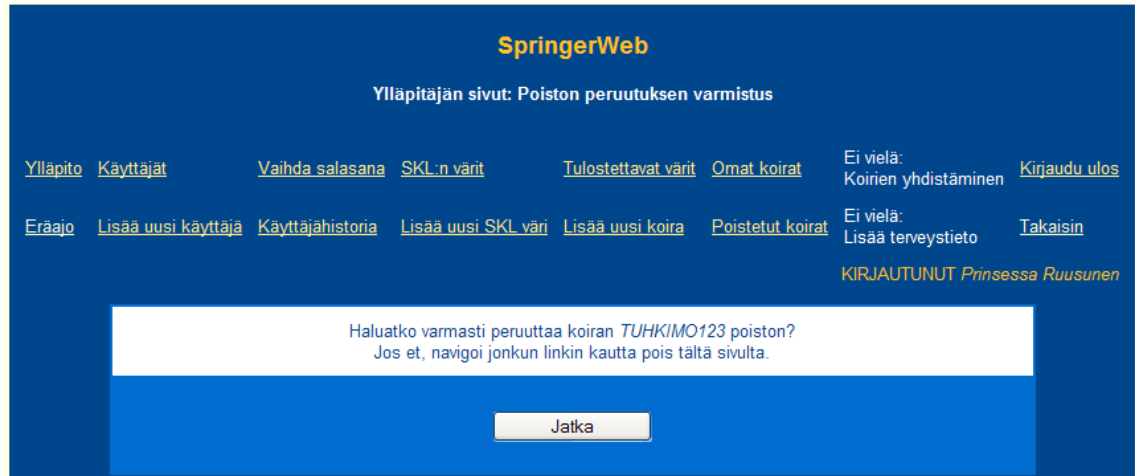 SpringerWeb
Ylläpitäjän sivut: Poiston peruutuksen varmistus
Ylläpito Käyttäjät Vaihda salasana SKL:n värit Tulostettavat värit Omat koirat Ei vielä: Koirien yhdistäminen Kirjaudu ulos
Eräajo Lisää uusi käyttäjä Käyttäjähistoria Lisää uusi SKL väri Lisää uusi koira Poistetut koirat Ei vielä: Lisää terveystieto Takaisin
KIRJAUTUNUT Prinsessa Ruusunen
Haluatko varmasti peruuttaa koiran TUHKIMO123 poiston?
Jos et, navigoi jonkun linkin kautta pois tältä sivulta.
Jatka